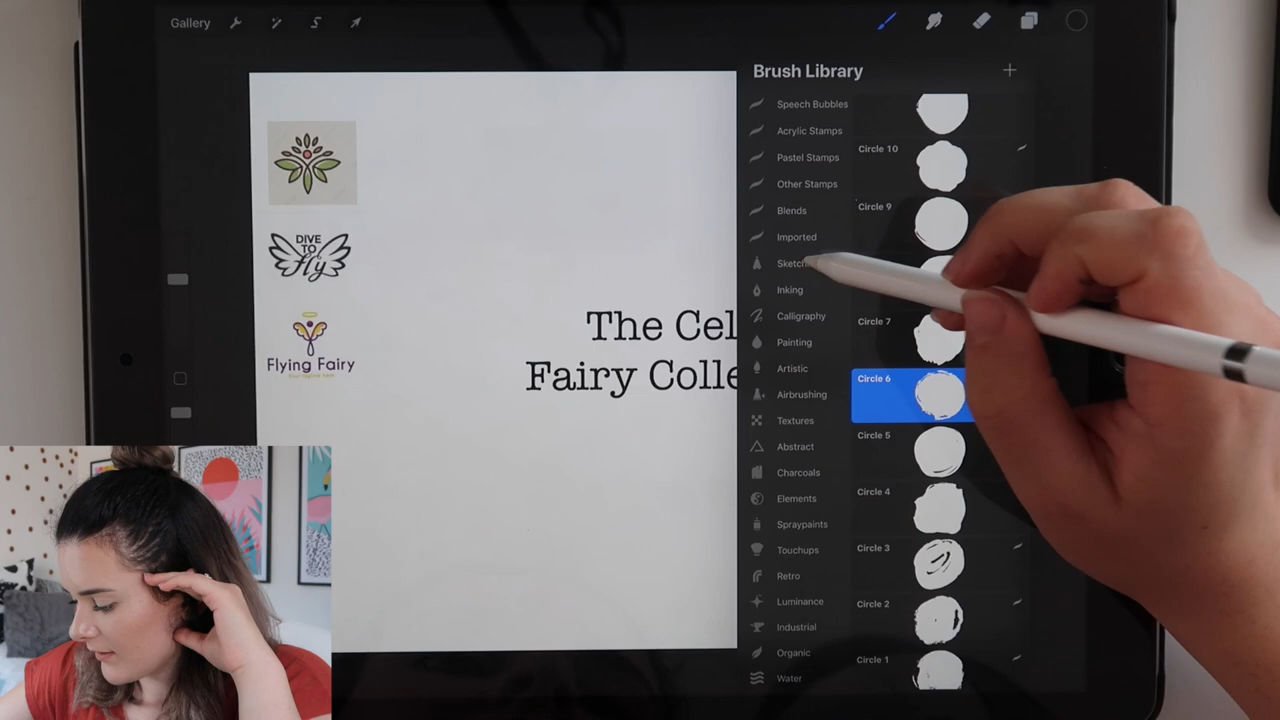 Gallery
DIVE
TO
fly
Flying Fairy
The Cel
Fairy Colle
Brush Library
Speech Bubbles
Acrylic Stamps
Pastel Stamps
Other Stamps
Blends
Imported
Sketch
Inking
Calligraphy
Painting
Artistic
Airbrushing
Textures
Abstract
Charcoals
Elements
Spraypaints
Touchups
Retro
Luminance
Industrial
Organic
Water
Circle 10
Circle 9
Circle 7
Circle 6
Circle 5
Circle 4
Circle 3
Circle 2
Circle 1